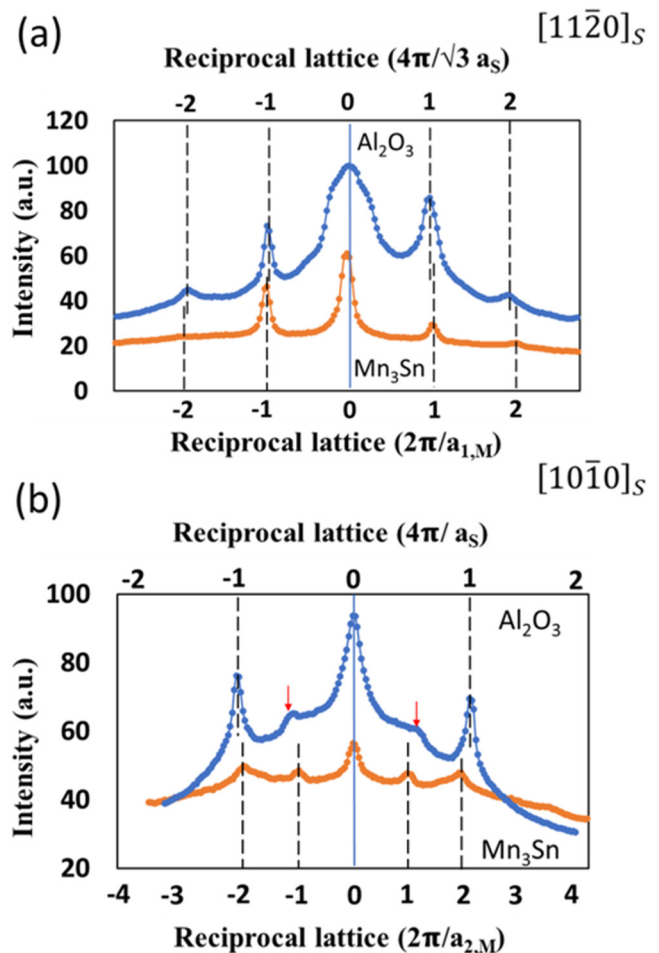 (a)
[112̄0]S
Reciprocal lattice (4π/√3 aS)
-2 -1 0 1 2
120
100
80
60
40
20
0
Intensity (a.u.)
Al2O3
Mn3Sn
-2 -1 0 1 2
Reciprocal lattice (2π/a1,M)
(b)
[101̄0]S
Reciprocal lattice (4π/ aS)
-2 -1 0 1 2
100
80
60
40
20
Intensity (a.u.)
Al2O3
Mn3Sn
-4 -3 -2 -1 0 1 2 3 4
Reciprocal lattice (2π/a2,M)